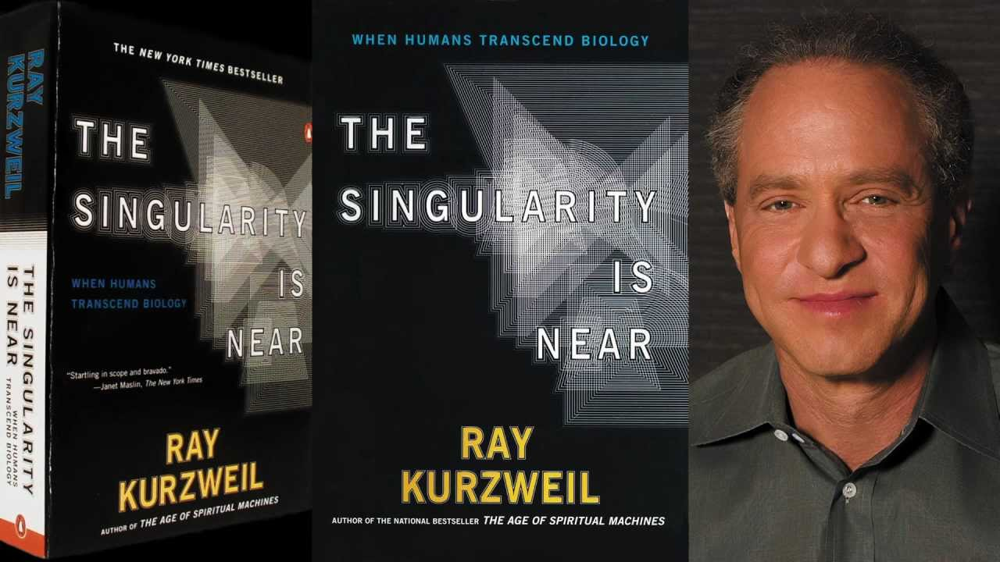 RAY
KURZWEIL
THE SINGULARITY
IS NEAR
WHEN HUMANS
TRANSCEND BIOLOGY
THE NEW YORK TIMES BESTSELLER
THE
SINGULARITY
IS
NEAR
WHEN HUMANS
TRANSCEND BIOLOGY
“Startling in scope and bravado.”
—Janet Maslin, The New York Times
RAY
KURZWEIL
AUTHOR OF THE AGE OF SPIRITUAL MACHINES
WHEN HUMANS TRANSCEND BIOLOGY
THE
SINGULARITY
IS
NEAR
RAY
KURZWEIL
AUTHOR OF THE NATIONAL BESTSELLER THE AGE OF SPIRITUAL MACHINES